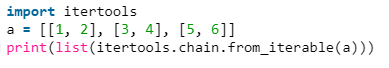 import itertools
a = [[1, 2], [3, 4], [5, 6]]
print(list(itertools.chain.from_iterable(a)))